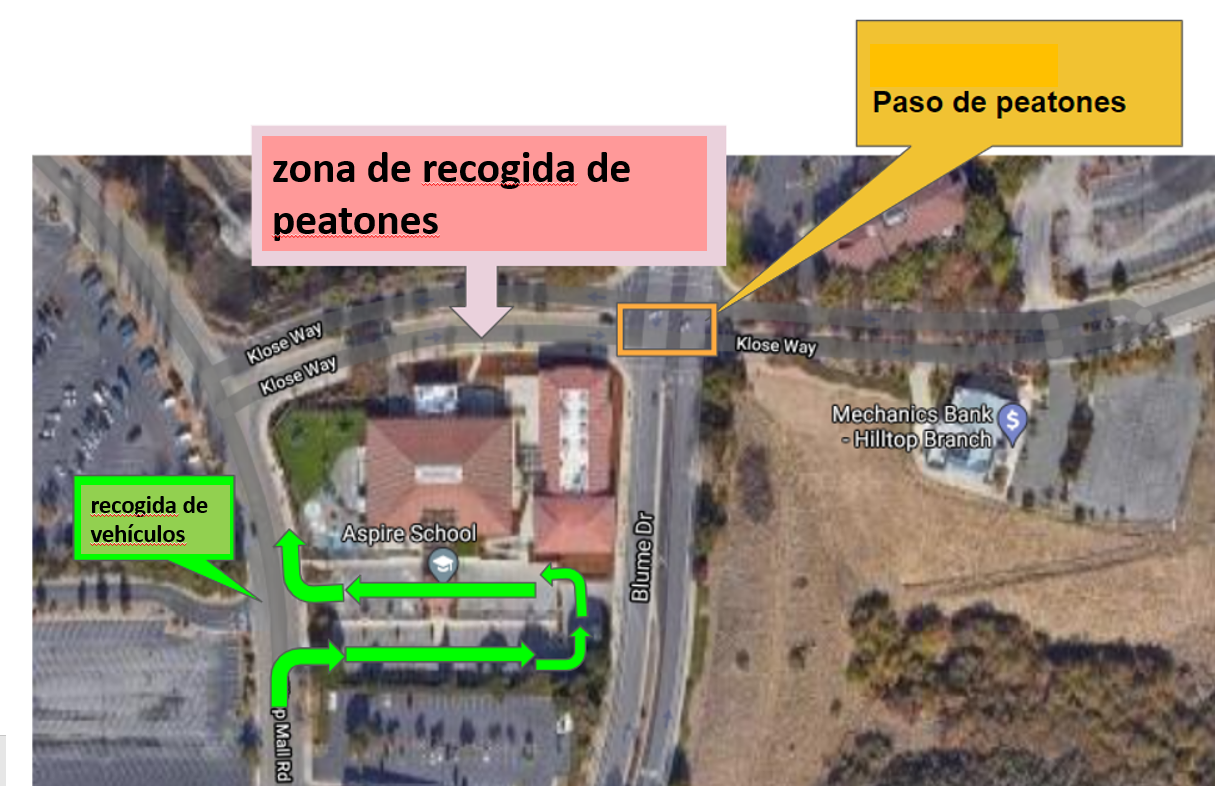 Paso de peatones
zona de recogida de
peatones
Klose Way
Klose Way
Klose Way
Mechanics Bank
- Hilltop Branch
$
recogida de
vehículos
Aspire School
Blume Dr
p Mall Rd